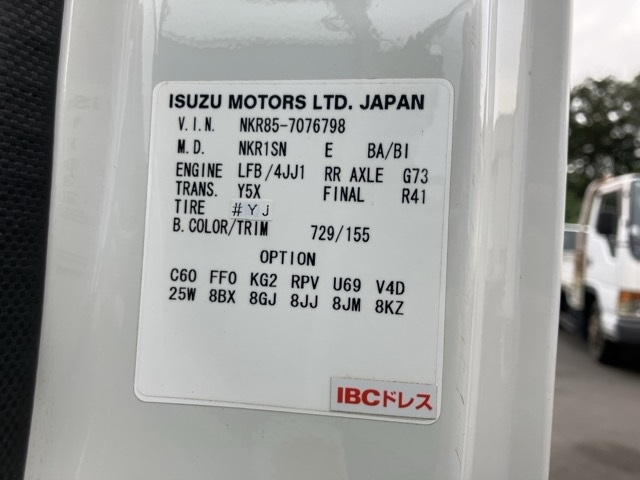 ISUZU MOTORS LTD. JAPAN
V.I.N. NKR85-7076798
M.D. NKR1SN E BA/BI
ENGINE LFB/4JJ1 RR AXLE G73
TRANS. Y5X FINAL R41
TIRE #YJ
B.COLOR/TRIM 729/155
OPTION
C60 FF0 KG2 RPV U69 V4D
25W 8BX 8GJ 8JJ 8JM 8KZ
IBCドレス